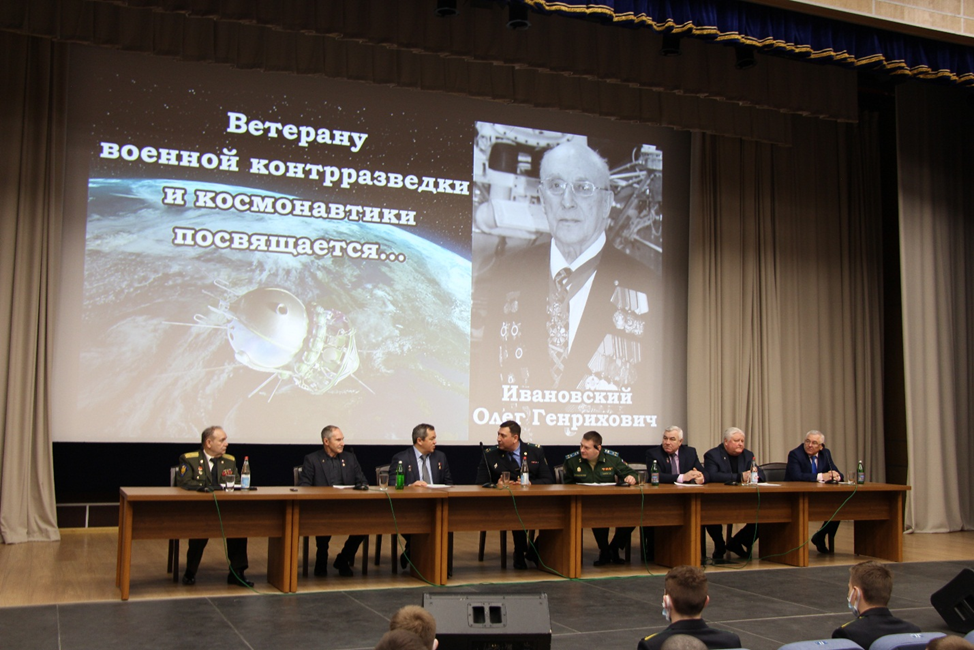 Ветерану
военной контрразведки
и космонавтики
посвящается...
Ивановский
Олег Генрихович